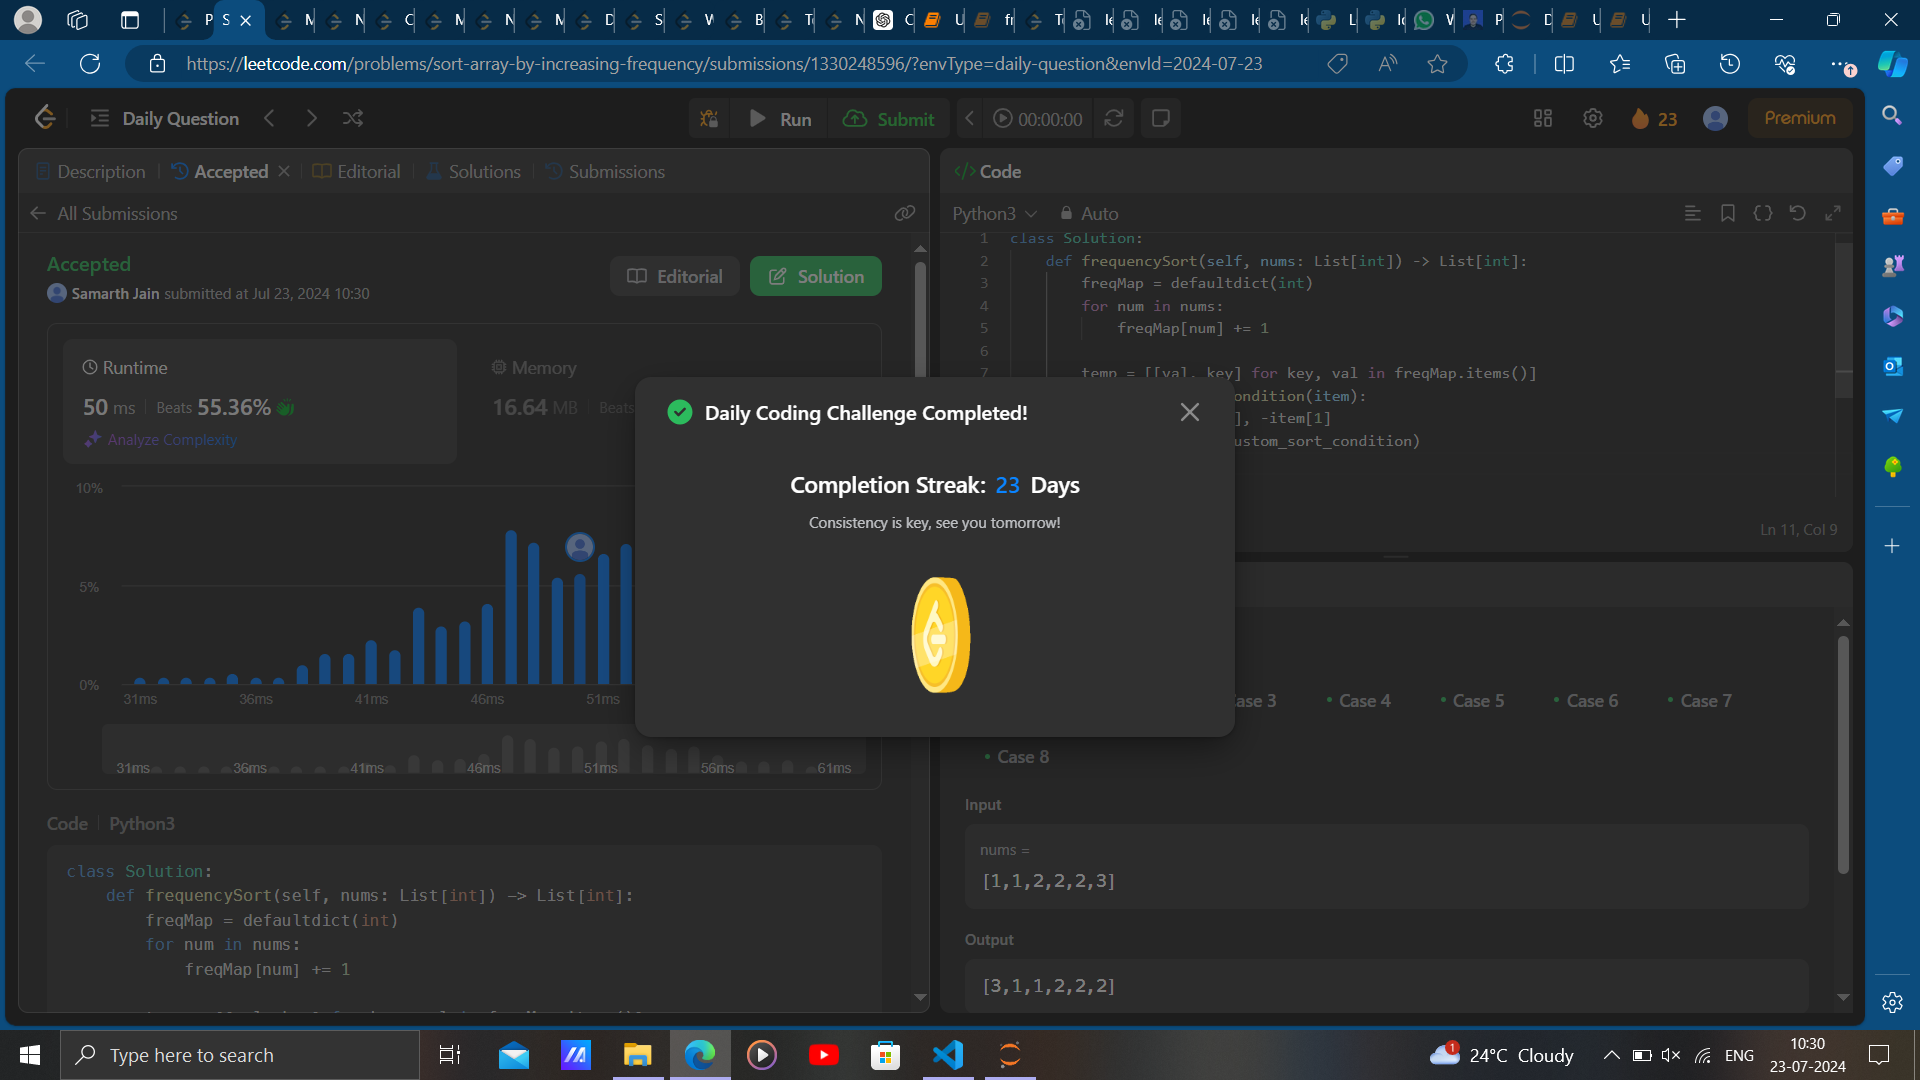 https://leetcode.com/problems/sort-array-by-increasing-frequency/submissions/1330248596/?envType=daily-question&envId=2024-07-23
Daily Question
Run
Submit
00:00:00
23
Premium
Description
Accepted
Editorial
Solutions
Submissions
All Submissions
Accepted
Samarth Jain submitted at Jul 23, 2024 10:30
Editorial
Solution
Runtime
50 ms
Beats 55.36%
Analyze Complexity
Memory
16.64 MB
Beats
10%
5%
0%
31ms
36ms
41ms
46ms
51ms
31ms
36ms
41ms
46ms
51ms
56ms
61ms
Code
Python3
class Solution:
def frequencySort(self, nums: List[int]) -> List[int]:
freqMap = defaultdict(int)
for num in nums:
freqMap[num] += 1
Daily Coding Challenge Completed!
Completion Streak: 23 Days
Consistency is key, see you tomorrow!
</> Code
Python3
Auto
1 class Solution:
2 def frequencySort(self, nums: List[int]) -> List[int]:
3 freqMap = defaultdict(int)
4 for num in nums:
5 freqMap[num] += 1
6
7 temp = [[val, key] for key, val in freqMap.items()]
ondition(item):
], -item[1]
ustom_sort_condition)
Ln 11, Col 9
ase 3
Case 4
Case 5
Case 6
Case 7
Case 8
Input
nums =
[1,1,2,2,2,3]
Output
[3,1,1,2,2,2]
Type here to search
1
24°C Cloudy
ENG
10:30
23-07-2024